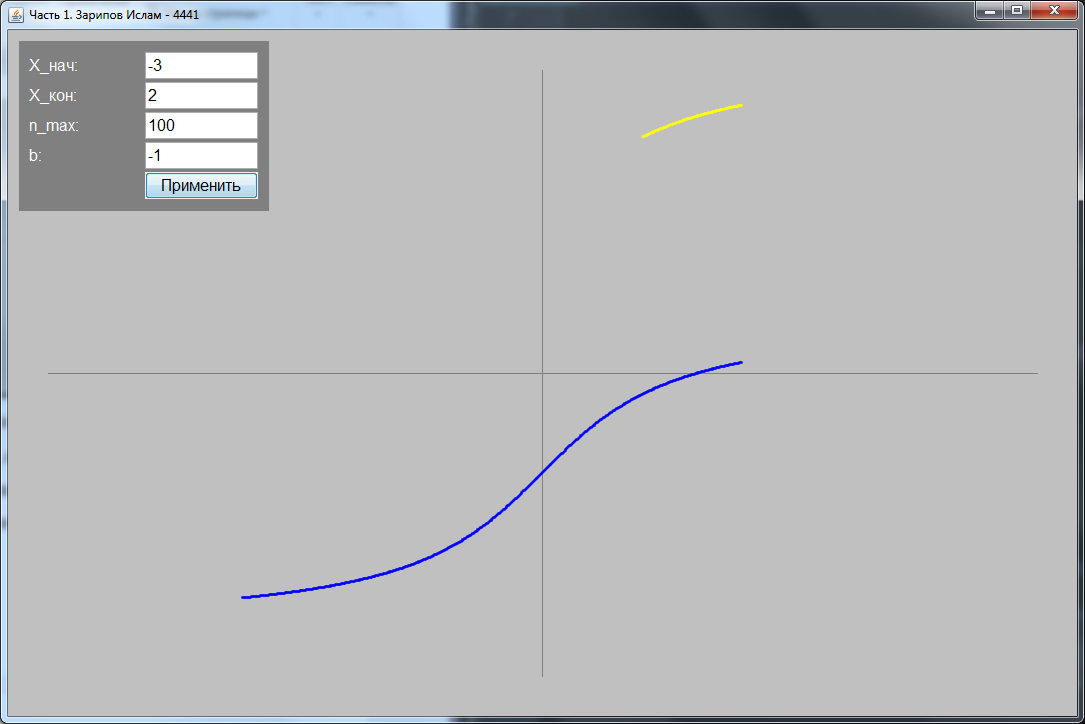 Часть 1. Зарипов Ислам - 4441
X_нач: -3
X_кон: 2
n_max: 100
b: -1
Применить